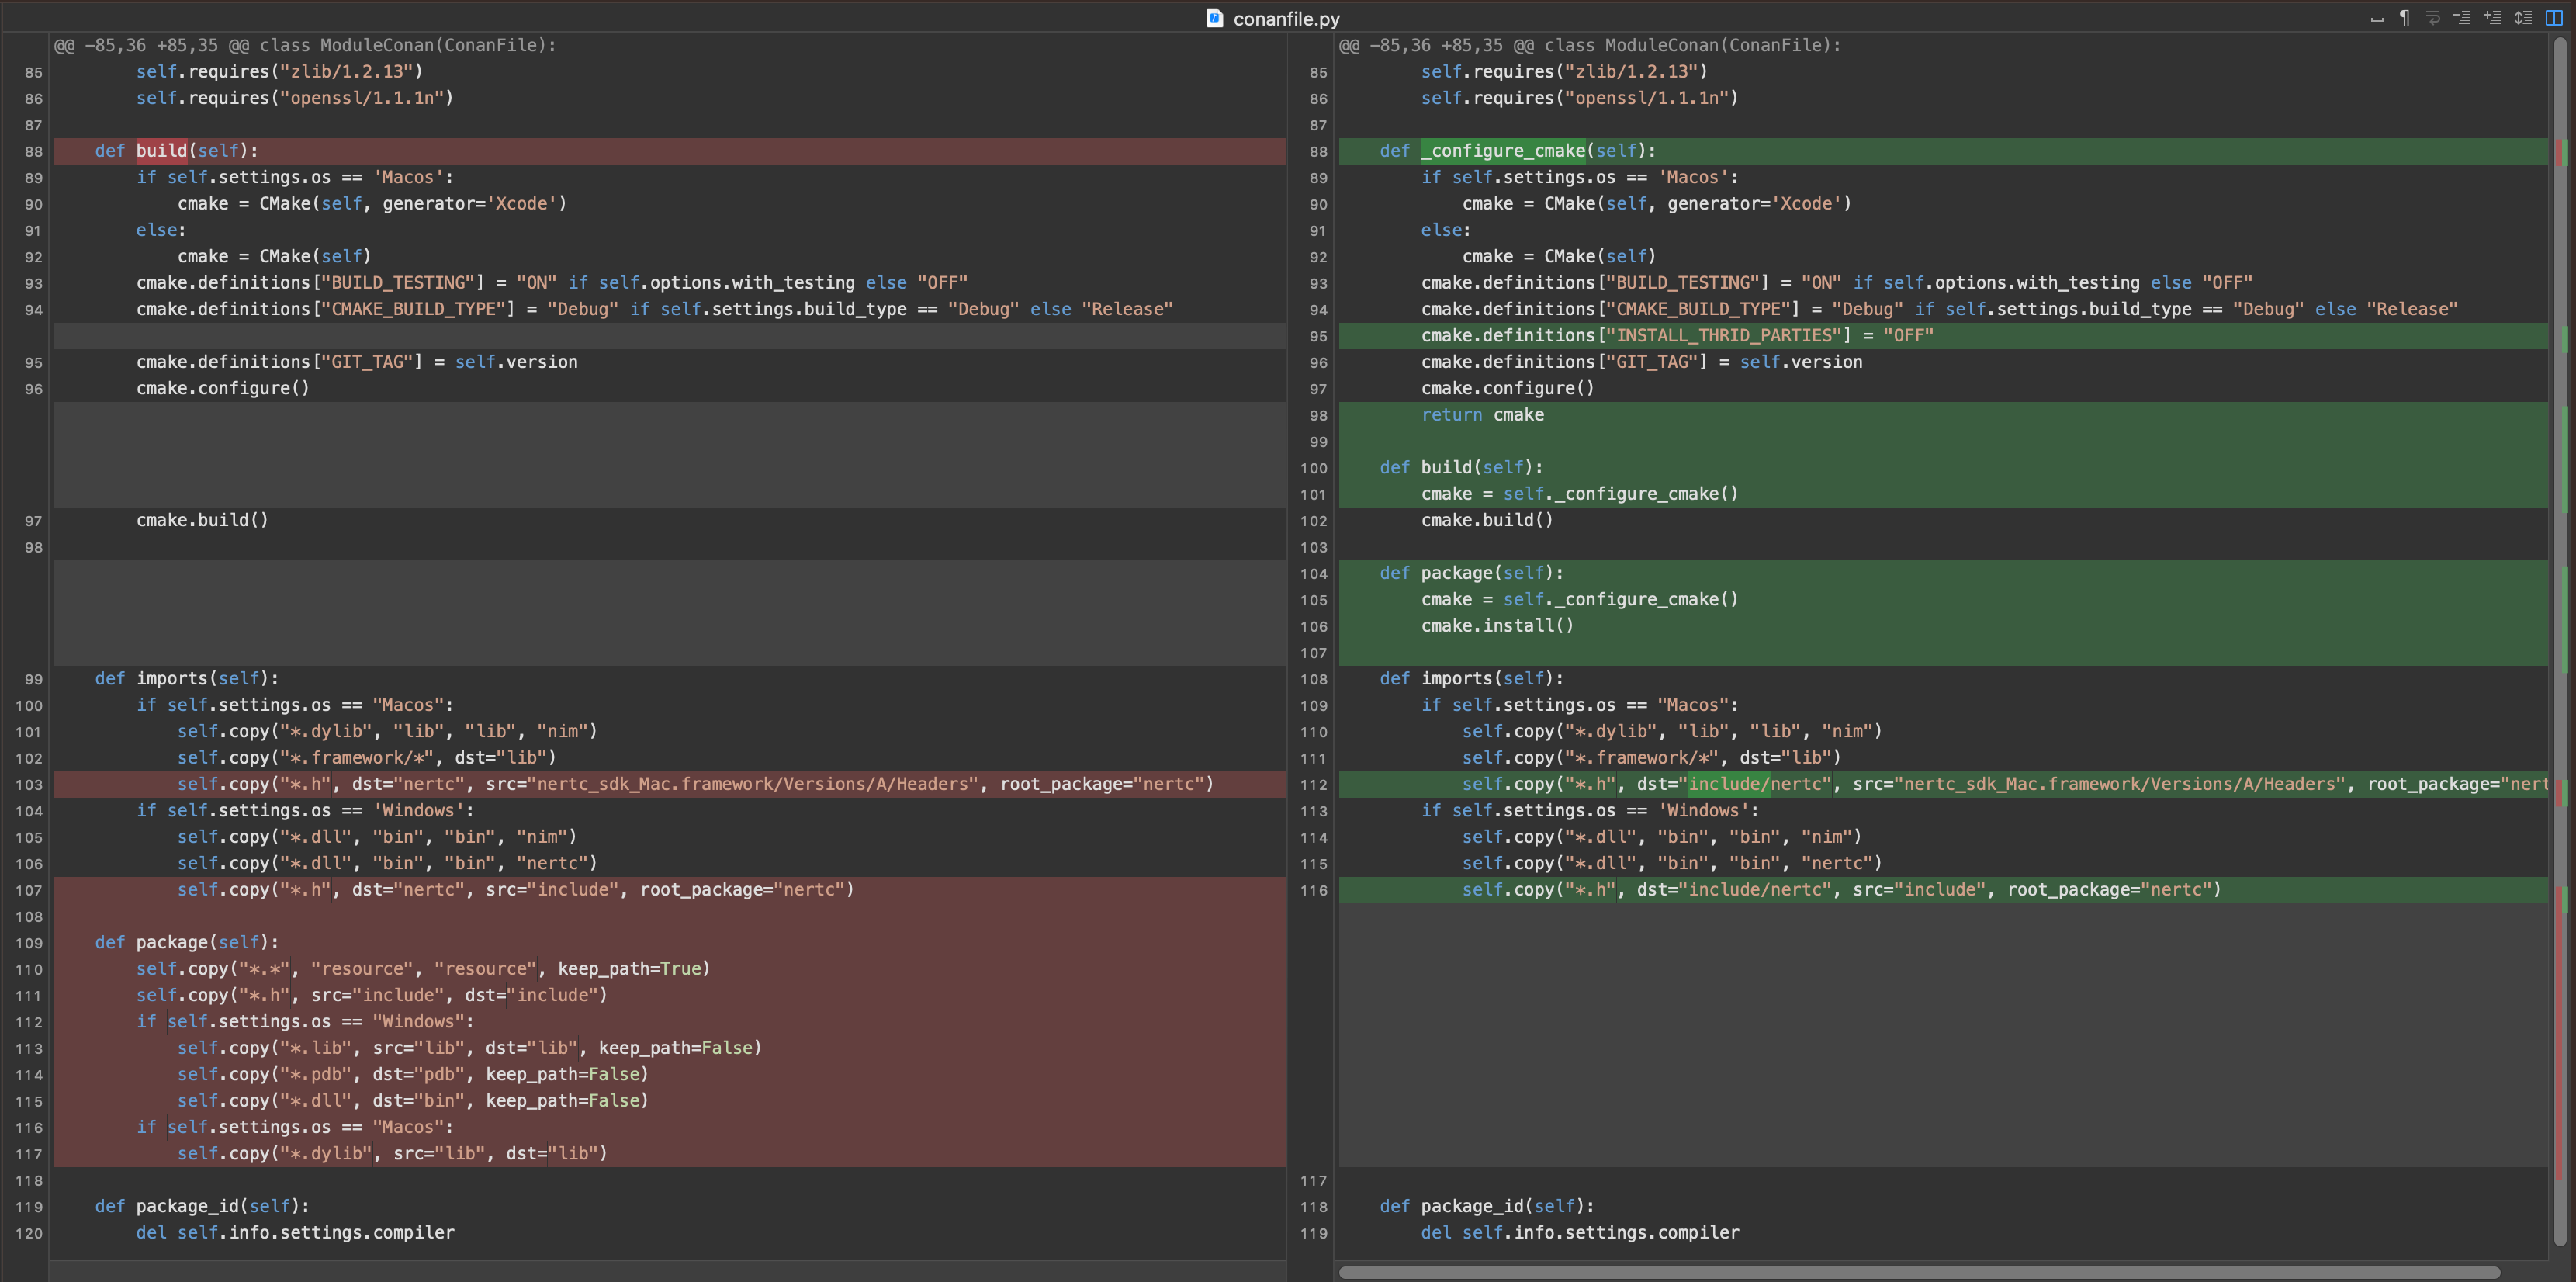 conanfile.py
@@ -85,36 +85,35 @@ class ModuleConan(ConanFile):
85         self.requires("zlib/1.2.13")
86         self.requires("openssl/1.1.1n")
87
88     def build(self):
89         if self.settings.os == 'Macos':
90             cmake = CMake(self, generator='Xcode')
91         else:
92             cmake = CMake(self)
93         cmake.definitions["BUILD_TESTING"] = "ON" if self.options.with_testing else "OFF"
94         cmake.definitions["CMAKE_BUILD_TYPE"] = "Debug" if self.settings.build_type == "Debug" else "Release"
95         cmake.definitions["GIT_TAG"] = self.version
96         cmake.configure()
97         cmake.build()
98
99     def imports(self):
100         if self.settings.os == "Macos":
101             self.copy("*.dylib", "lib", "lib", "nim")
102             self.copy("*.framework/*", dst="lib")
103             self.copy("*.h", dst="nertc", src="nertc_sdk_Mac.framework/Versions/A/Headers", root_package="nertc")
104         if self.settings.os == 'Windows':
105             self.copy("*.dll", "bin", "bin", "nim")
106             self.copy("*.dll", "bin", "bin", "nertc")
107             self.copy("*.h", dst="nertc", src="include", root_package="nertc")
108
109     def package(self):
110         self.copy("*.*", "resource", "resource", keep_path=True)
111         self.copy("*.h", src="include", dst="include")
112         if self.settings.os == "Windows":
113             self.copy("*.lib", src="lib", dst="lib", keep_path=False)
114             self.copy("*.pdb", dst="pdb", keep_path=False)
115             self.copy("*.dll", dst="bin", keep_path=False)
116         if self.settings.os == "Macos":
117             self.copy("*.dylib", src="lib", dst="lib")
118
119     def package_id(self):
120         del self.info.settings.compiler
@@ -85,36 +85,35 @@ class ModuleConan(ConanFile):
85         self.requires("zlib/1.2.13")
86         self.requires("openssl/1.1.1n")
87
88     def _configure_cmake(self):
89         if self.settings.os == 'Macos':
90             cmake = CMake(self, generator='Xcode')
91         else:
92             cmake = CMake(self)
93         cmake.definitions["BUILD_TESTING"] = "ON" if self.options.with_testing else "OFF"
94         cmake.definitions["CMAKE_BUILD_TYPE"] = "Debug" if self.settings.build_type == "Debug" else "Release"
95         cmake.definitions["INSTALL_THRID_PARTIES"] = "OFF"
96         cmake.definitions["GIT_TAG"] = self.version
97         cmake.configure()
98         return cmake
99
100     def build(self):
101         cmake = self._configure_cmake()
102         cmake.build()
103
104     def package(self):
105         cmake = self._configure_cmake()
106         cmake.install()
107
108     def imports(self):
109         if self.settings.os == "Macos":
110             self.copy("*.dylib", "lib", "lib", "nim")
111             self.copy("*.framework/*", dst="lib")
112             self.copy("*.h", dst="include/nertc", src="nertc_sdk_Mac.framework/Versions/A/Headers", root_package="nert
113         if self.settings.os == 'Windows':
114             self.copy("*.dll", "bin", "bin", "nim")
115             self.copy("*.dll", "bin", "bin", "nertc")
116             self.copy("*.h", dst="include/nertc", src="include", root_package="nertc")
117
118     def package_id(self):
119         del self.info.settings.compiler